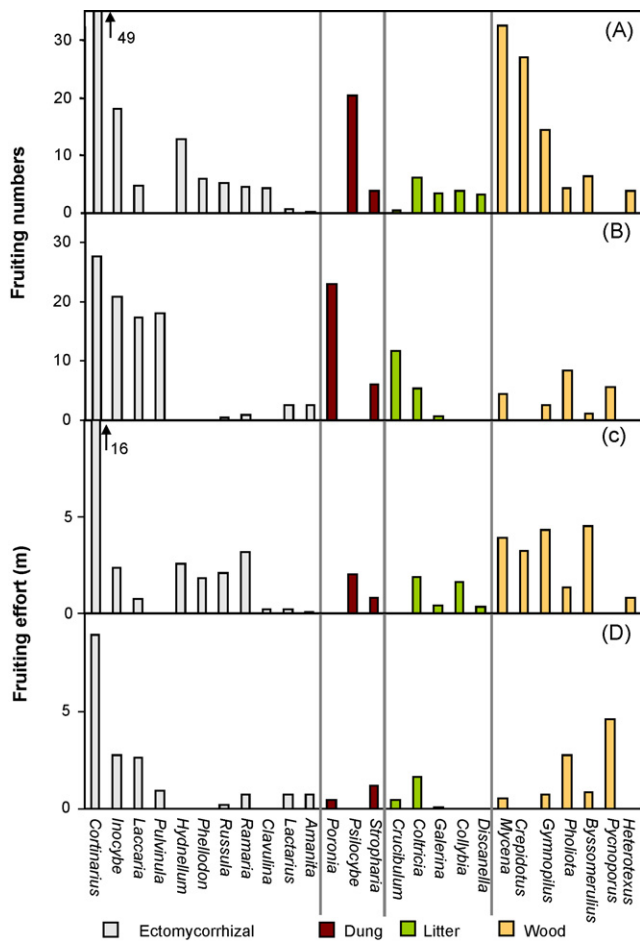 Fruiting numbers
Fruiting effort (m)
(A)
49
30
20
10
0
(B)
30
20
10
0
(c)
16
5
0
(D)
5
0
Cortinarius
Inocybe
Laccaria
Pulvinula
Hydnellum
Phellodon
Russula
Ramaria
Clavulina
Lactarius
Amanita
Poronia
Psilocybe
Stropharia
Crucibulum
Coltricia
Galerina
Collybia
Discanella
Mycena
Crepidotus
Gymnopilus
Pholiota
Byssomerulius
Pycnoporus
Heterotexus
Ectomycorrhizal
Dung
Litter
Wood